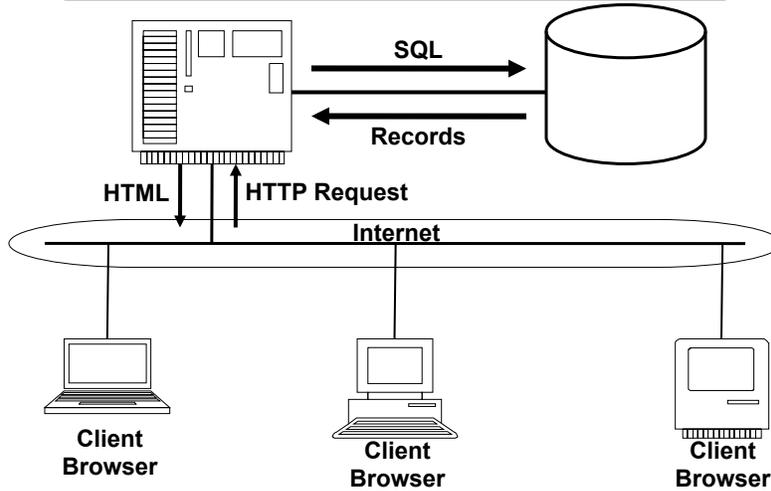 SQL
Records
HTML
HTTP Request
Internet
Client
Browser
Client
Browser
Client
Browser